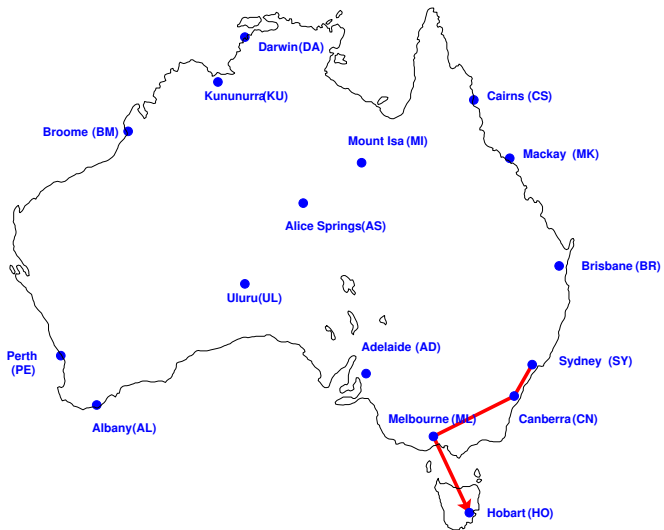 Darwin(DA)
Kununurra(KU)
Cairns (CS)
Broome (BM)
Mount Isa (MI)
Mackay (MK)
Alice Springs(AS)
Brisbane (BR)
Uluru(UL)
Perth
(PE)
Adelaide (AD)
Sydney (SY)
Albany(AL)
Melbourne(ML)
Canberra(CN)
Hobart(HO)